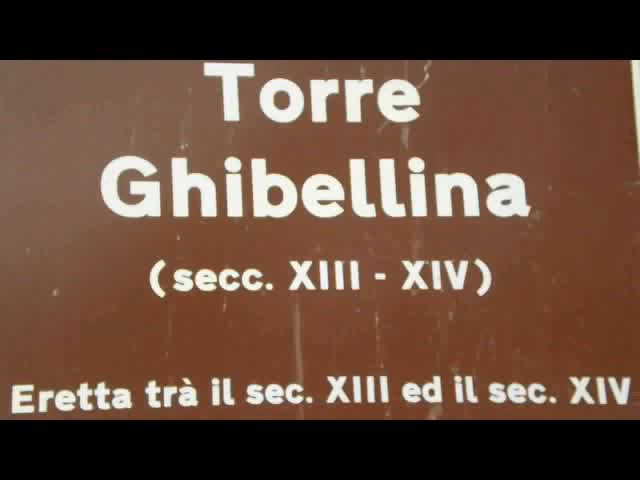 Torre
Ghibellina
(secc. XIII - XIV)
Eretta trà il sec. XIII ed il sec. XIV